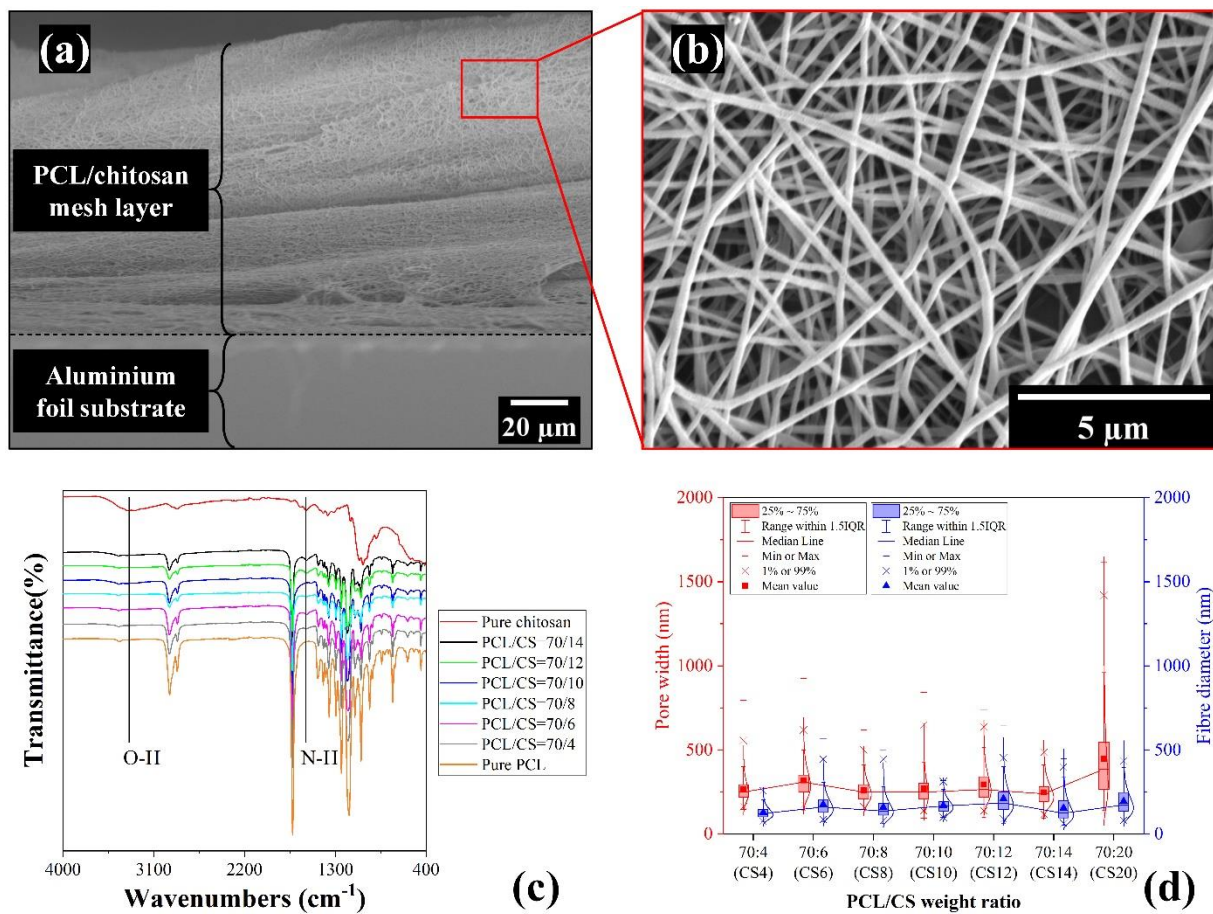 (a)
PCL/chitosan
mesh layer
Aluminium
foil substrate
20 μm
(b)
5 μm
Transmittance(%)
O-H
N-H
Pure chitosan
PCL/CS=70/14
PCL/CS=70/12
PCL/CS=70/10
PCL/CS=70/8
PCL/CS=70/6
PCL/CS=70/4
Pure PCL
4000 3100 2200 1300 400
Wavenumbers (cm⁻¹)
(c)
Pore width (nm)
2000
1500
1000
500
0
25% ~ 75%
Range within 1.5IQR
Median Line
Min or Max
1% or 99%
Mean value
25% ~ 75%
Range within 1.5IQR
Median Line
Min or Max
1% or 99%
Mean value
2000
1500
1000
500
0
Fibre diameter (nm)
70:4 70:6 70:8 70:10 70:12 70:14 70:20
(CS4) (CS6) (CS8) (CS10) (CS12) (CS14) (CS20)
PCL/CS weight ratio
(d)